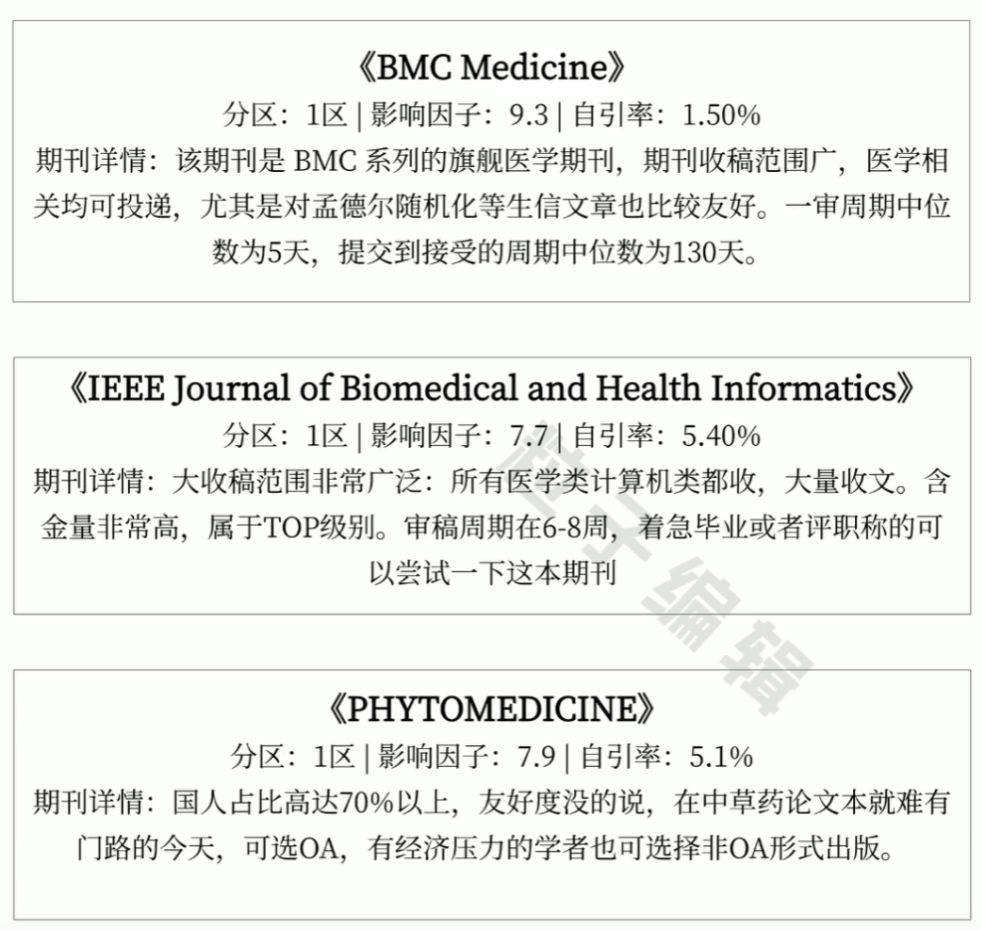 《BMC Medicine》
分区：1区 | 影响因子：9.3 | 自引率：1.50%
期刊详情：该期刊是 BMC 系列的旗舰医学期刊，期刊收稿范围广，医学相
关均可投递，尤其是对孟德尔随机化等生信文章也比较友好。一审周期中位
数为5天，提交到接受的周期中位数为130天。
《IEEE Journal of Biomedical and Health Informatics》
分区：1区 | 影响因子：7.7 | 自引率：5.40%
期刊详情：大收稿范围非常广泛：所有医学类计算机类都收，大量收文。含
金量非常高，属于TOP级别。审稿周期在6-8周，着急毕业或者评职称的可
以尝试一下这本期刊
《PHYTOMEDICINE》
分区：1区 | 影响因子：7.9 | 自引率：5.1%
期刊详情：国人占比高达70%以上，友好度没的说，在中草药论文本就难有
门路的今天，可选OA，有经济压力的学者也可选择非OA形式出版。
子编辑